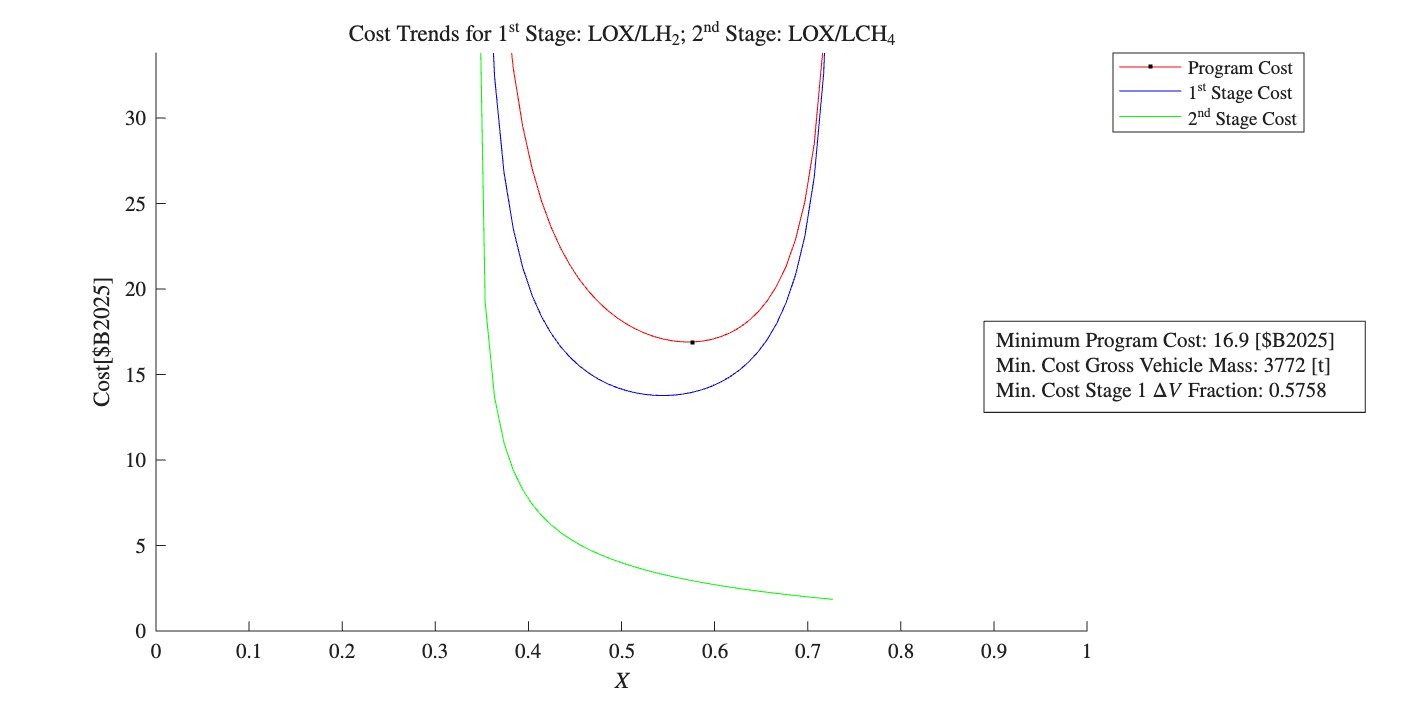 Cost Trends for 1st Stage: LOX/LH2; 2nd Stage: LOX/LCH4
Program Cost
1st Stage Cost
2nd Stage Cost
30
25
20
15
10
5
0
Cost[$B2025]
Minimum Program Cost: 16.9 [$B2025]
Min. Cost Gross Vehicle Mass: 3772 [t]
Min. Cost Stage 1 ΔV Fraction: 0.5758
0 0.1 0.2 0.3 0.4 0.5 0.6 0.7 0.8 0.9 1
X